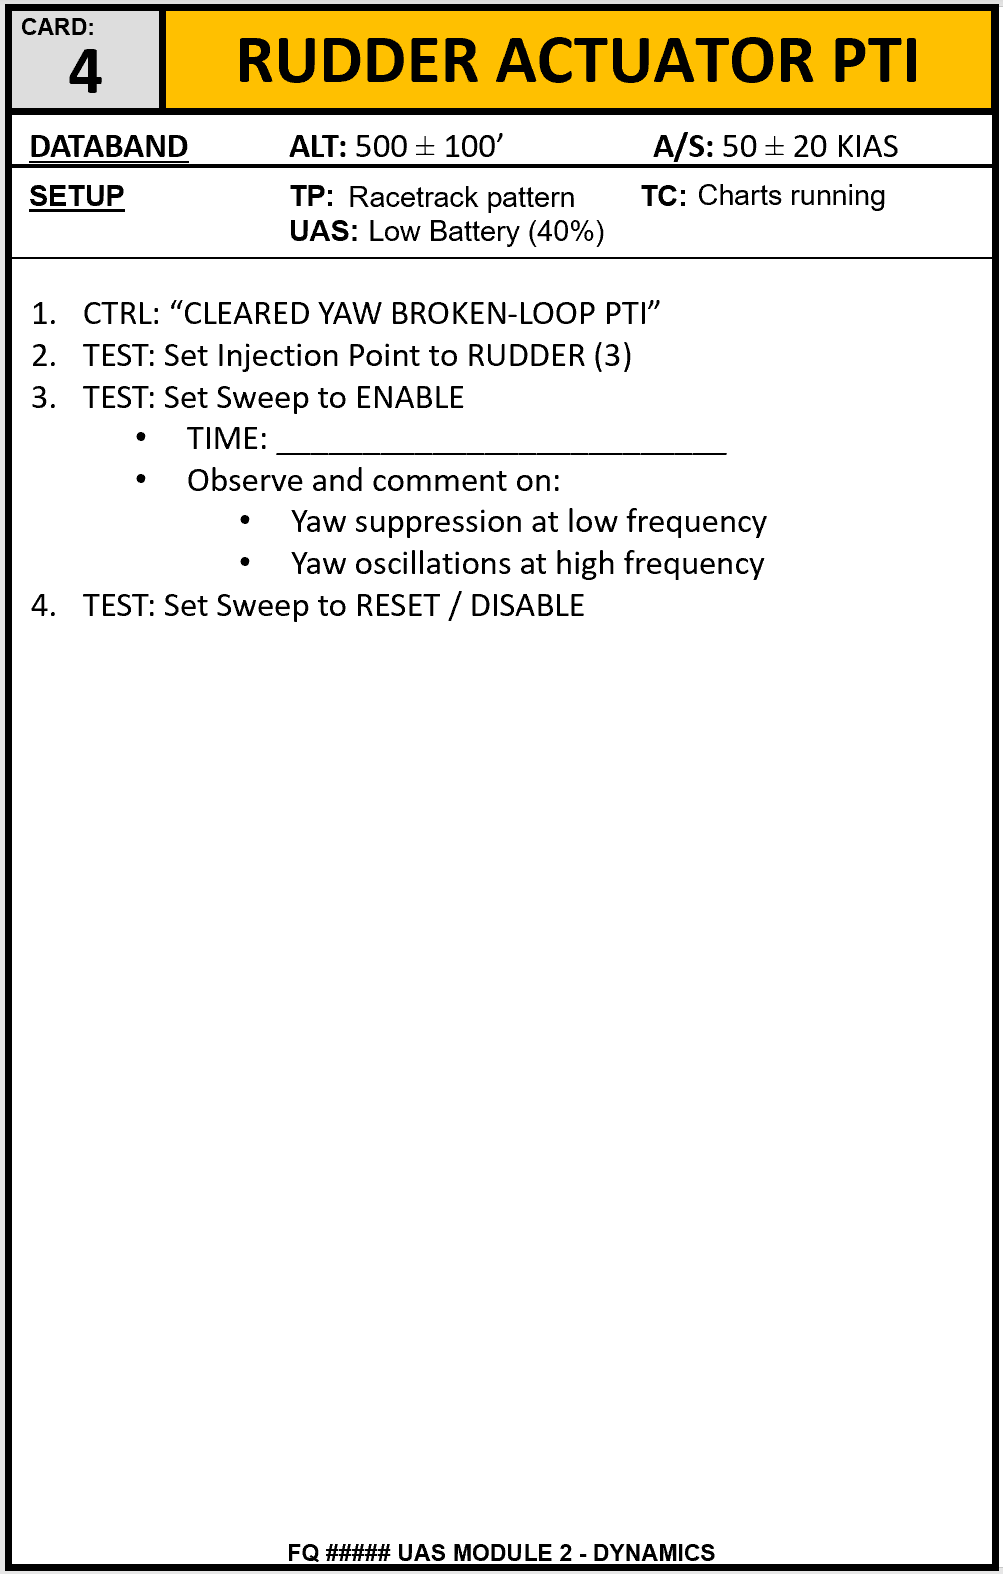 CARD:
4
RUDDER ACTUATOR PTI
DATABAND ALT: 500 ± 100’ A/S: 50 ± 20 KIAS
SETUP TP: Racetrack pattern TC: Charts running
UAS: Low Battery (40%)
1. CTRL: “CLEARED YAW BROKEN-LOOP PTI”
2. TEST: Set Injection Point to RUDDER (3)
3. TEST: Set Sweep to ENABLE
• TIME: ___________________________
• Observe and comment on:
• Yaw suppression at low frequency
• Yaw oscillations at high frequency
4. TEST: Set Sweep to RESET / DISABLE
FQ ##### UAS MODULE 2 - DYNAMICS